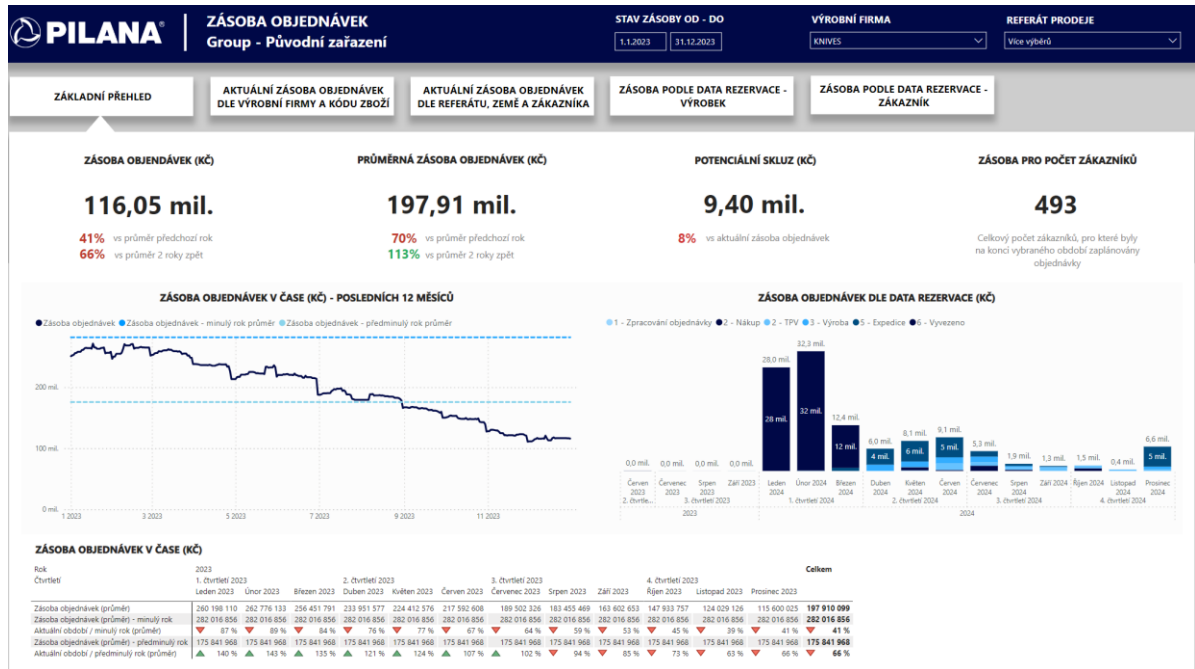 PILANA®
ZÁSOBA OBJEDNÁVEK
Group - Původní zařazení
STAV ZÁSOBY OD - DO
1.1.2023 31.12.2023
VÝROBNÍ FIRMA
KNIVES
REFERÁT PRODEJE
Více výběrů
ZÁKLADNÍ PŘEHLED
AKTUÁLNÍ ZÁSOBA OBJEDNÁVEK
DLE VÝROBNÍ FIRMY A KÓDU ZBOŽÍ
AKTUÁLNÍ ZÁSOBA OBJEDNÁVEK
DLE REFERÁTU, ZEMĚ A ZÁKAZNÍKA
ZÁSOBA PODLE DATA REZERVACE -
VÝROBEK
ZÁSOBA PODLE DATA REZERVACE -
ZÁKAZNÍK
ZÁSOBA OBJENDÁVEK (KČ)
116,05 mil.
41% vs průměr předchozí rok
66% vs průměr 2 roky zpět
PRŮMĚRNÁ ZÁSOBA OBJEDNÁVEK (KČ)
197,91 mil.
70% vs průměr předchozí rok
113% vs průměr 2 roky zpět
POTENCIÁLNÍ SKLUZ (KČ)
9,40 mil.
8% vs aktuální zásoba objednávek
ZÁSOBA PRO POČET ZÁKAZNÍKŮ
493
Celkový počet zákazníků, pro které byly
na konci vybraného období zaplánovány
objednávky
ZÁSOBA OBJEDNÁVEK V ČASE (KČ) - POSLEDNÍCH 12 MĚSÍCŮ
Zásoba objednávek Zásoba objednávek - minulý rok průměr Zásoba objednávek - předminulý rok průměr
200 mil.
100 mil.
0 mil.
1 2023 3 2023 5 2023 7 2023 9 2023 11 2023
ZÁSOBA OBJEDNÁVEK DLE DATA REZERVACE (KČ)
1 - Zpracování objednávky 2 - Nákup 2 - TPV 3 - Výroba 5 - Expedice 6 - Vyvezeno
0,0 mil. 0,0 mil. 0,0 mil. 0,0 mil. 28,0 mil. 32,3 mil. 12,4 mil. 6,0 mil. 8,1 mil. 9,1 mil. 5,3 mil. 1,9 mil. 1,3 mil. 1,5 mil. 0,4 mil. 6,6 mil.
28 mil. 32 mil. 12 mil. 4 mil. 6 mil. 5 mil. 5 mil.
Červen 2023 Červenec 2023 Srpen 2023 Září 2023 Leden 2024 Únor 2024 Březen 2024 Duben 2024 Květen 2024 Červen 2024 Červenec 2024 Srpen 2024 Září 2024 Říjen 2024 Listopad 2024 Prosinec 2024
2. čtvrtle... 3. čtvrtletí 2023 1. čtvrtletí 2024 2. čtvrtletí 2024 3. čtvrtletí 2024 4. čtvrtletí 2024
2023 2024
ZÁSOBA OBJEDNÁVEK V ČASE (KČ)
Rok 2023 Celkem
Čtvrtletí 1. čtvrtletí 2023 2. čtvrtletí 2023 3. čtvrtletí 2023 4. čtvrtletí 2023
Leden 2023 Únor 2023 Březen 2023 Duben 2023 Květen 2023 Červen 2023 Červenec 2023 Srpen 2023 Září 2023 Říjen 2023 Listopad 2023 Prosinec 2023
Zásoba objednávek (průměr) 260 198 110 262 776 133 256 451 791 233 951 577 224 412 576 217 592 608 189 502 326 183 455 469 163 602 653 147 933 757 124 029 126 115 600 025 197 910 099
Zásoba objednávek (průměr) - minulý rok 282 016 856 282 016 856 282 016 856 282 016 856 282 016 856 282 016 856 282 016 856 282 016 856 282 016 856 282 016 856 282 016 856 282 016 856 282 016 856
Aktuální období / minulý rok (průměr) 87 % 89 % 84 % 76 % 77 % 67 % 64 % 59 % 53 % 45 % 39 % 41 % 41 %
Zásoba objednávek (průměr) - předminulý rok 175 841 968 175 841 968 175 841 968 175 841 968 175 841 968 175 841 968 175 841 968 175 841 968 175 841 968 175 841 968 175 841 968 175 841 968 175 841 968
Aktuální období / předminulý rok (průměr) 140 % 143 % 135 % 121 % 124 % 107 % 102 % 94 % 85 % 73 % 63 % 66 % 66 %